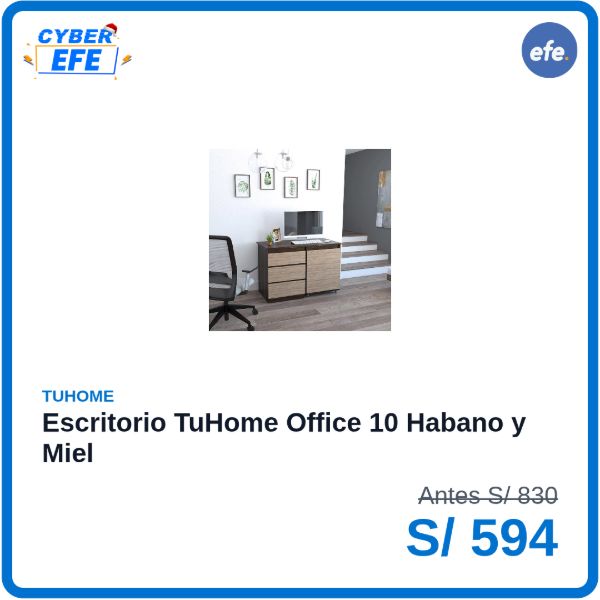 CYBER
EFE
efe.
TUHOME
Escritorio TuHome Office 10 Habano y
Miel
Antes S/ 830
S/ 594